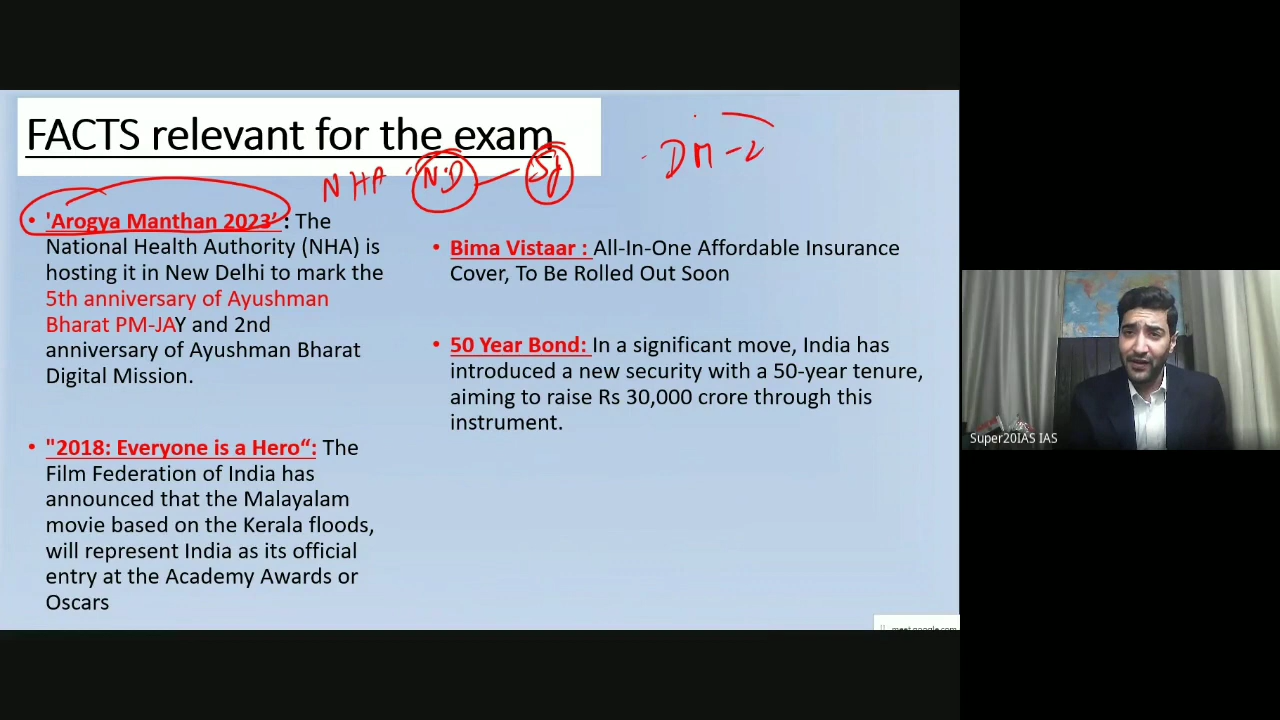 FACTS relevant for the exam
NHA
N.D
5y
DM-2
• 'Arogya Manthan 2023' : The
National Health Authority (NHA) is
hosting it in New Delhi to mark the
5th anniversary of Ayushman
Bharat PM-JAY and 2nd
anniversary of Ayushman Bharat
Digital Mission.
• "2018: Everyone is a Hero“: The
Film Federation of India has
announced that the Malayalam
movie based on the Kerala floods,
will represent India as its official
entry at the Academy Awards or
Oscars
• Bima Vistaar : All-In-One Affordable Insurance
Cover, To Be Rolled Out Soon
• 50 Year Bond: In a significant move, India has
introduced a new security with a 50-year tenure,
aiming to raise Rs 30,000 crore through this
instrument.
meet.google.com
Super20IAS IAS